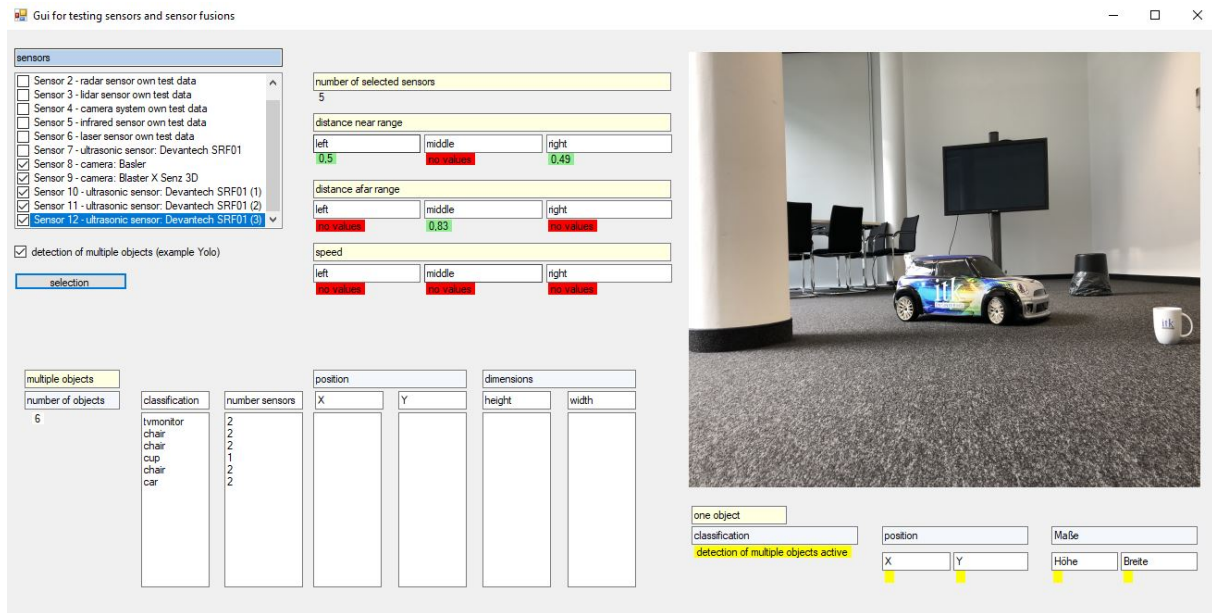 Gui for testing sensors and sensor fusions
sensors
Sensor 2 - radar sensor own test data
Sensor 3 - lidar sensor own test data
Sensor 4 - camera system own test data
Sensor 5 - infrared sensor own test data
Sensor 6 - laser sensor own test data
Sensor 7 - ultrasonic sensor: Devantech SRF01
Sensor 8 - camera: Basler
Sensor 9 - camera: Blaster X Senz 3D
Sensor 10 - ultrasonic sensor: Devantech SRF01 (1)
Sensor 11 - ultrasonic sensor: Devantech SRF01 (2)
Sensor 12 - ultrasonic sensor: Devantech SRF01 (3)
detection of multiple objects (example Yolo)
selection
number of selected sensors
5
distance near range
left middle right
0,5 no values 0,49
distance afar range
left middle right
no values 0,83 no values
speed
left middle right
no values no values no values
itk
itk
multiple objects position dimensions
number of objects classification number sensors X Y height width
6
tvmonitor 2
chair 2
chair 2
cup 1
chair 2
car 2
one object
classification position Maße
detection of multiple objects active
X Y Höhe Breite